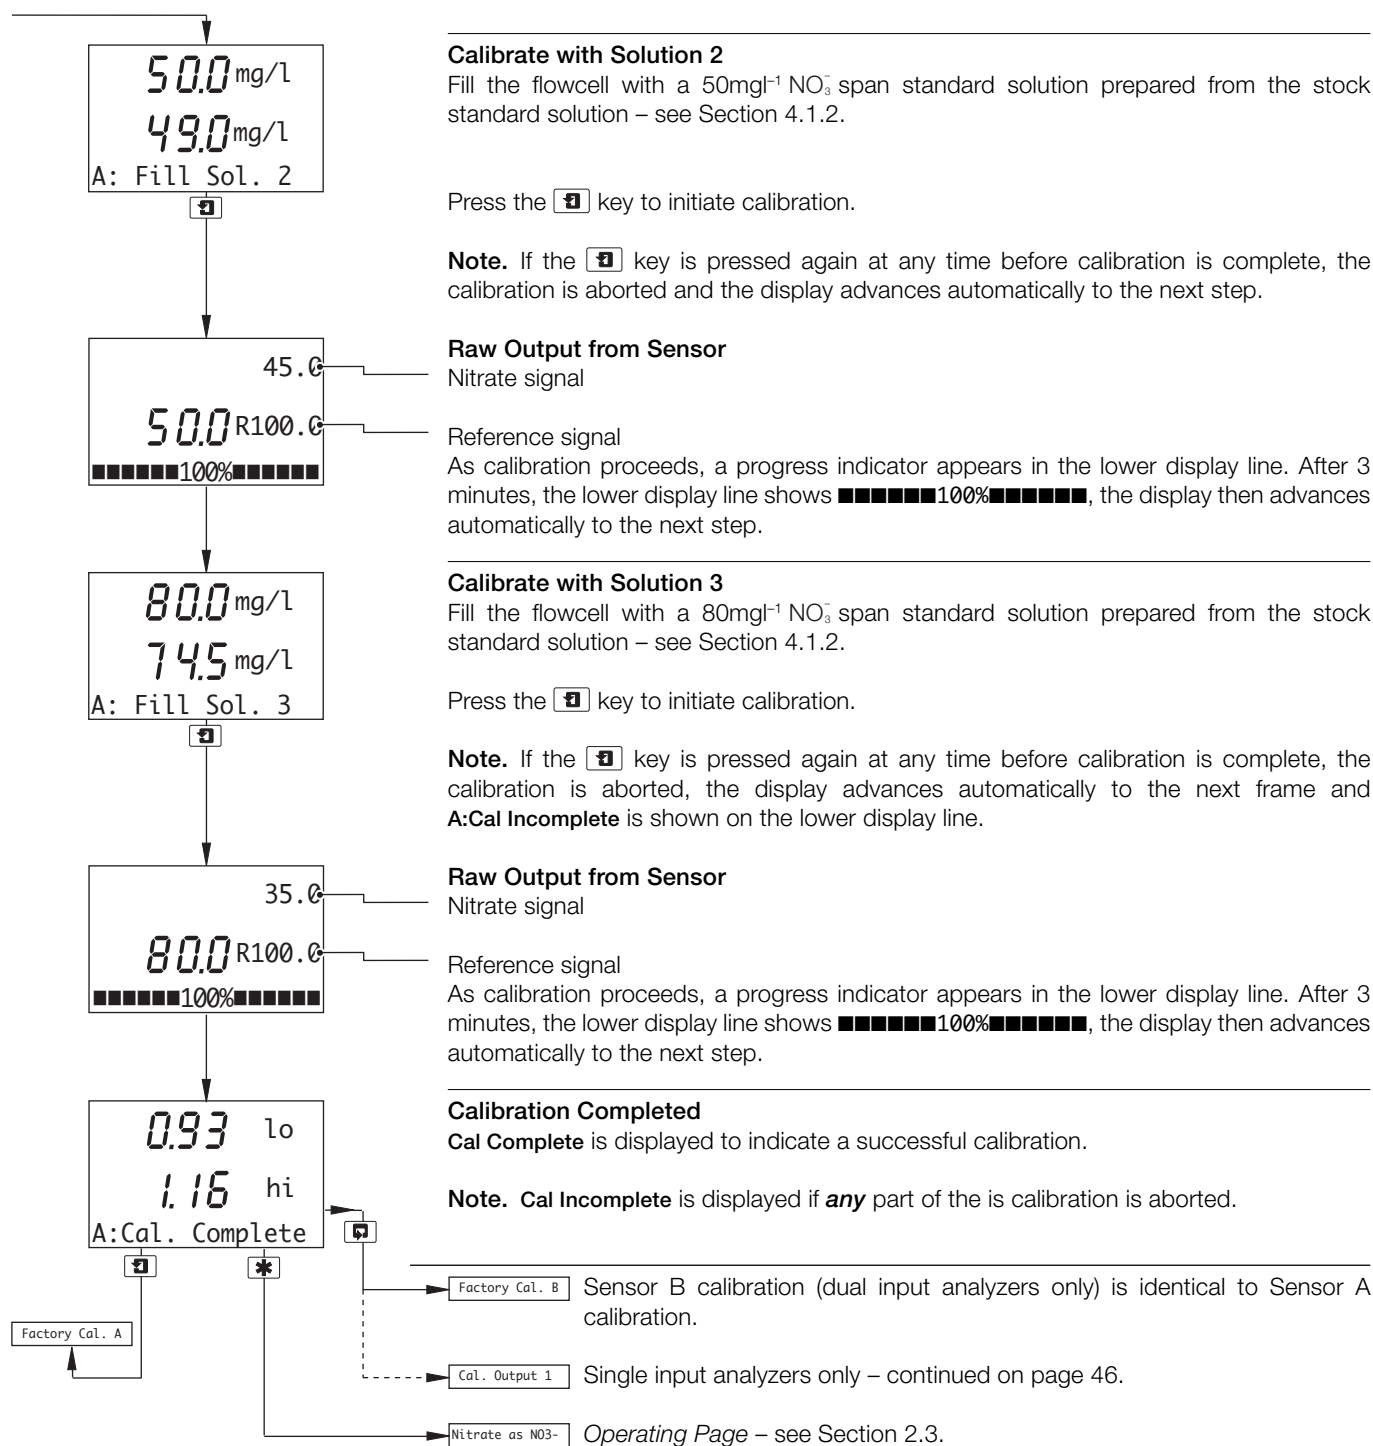 50.0 mg/l
49.0 mg/l
A: Fill Sol. 2
Calibrate with Solution 2
Fill the flowcell with a 50mgl⁻¹ NO₃⁻ span standard solution prepared from the stock
standard solution – see Section 4.1.2.
Press the key to initiate calibration.
Note. If the key is pressed again at any time before calibration is complete, the
calibration is aborted and the display advances automatically to the next step.
45.0
50.0 R100.0
■■■■■■100%■■■■■■
Raw Output from Sensor
Nitrate signal
Reference signal
As calibration proceeds, a progress indicator appears in the lower display line. After 3
minutes, the lower display line shows ■■■■■■100%■■■■■■, the display then advances
automatically to the next step.
80.0 mg/l
74.5 mg/l
A: Fill Sol. 3
Calibrate with Solution 3
Fill the flowcell with a 80mgl⁻¹ NO₃⁻ span standard solution prepared from the stock
standard solution – see Section 4.1.2.
Press the key to initiate calibration.
Note. If the key is pressed again at any time before calibration is complete, the
calibration is aborted, the display advances automatically to the next frame and
A:Cal Incomplete is shown on the lower display line.
35.0
80.0 R100.0
■■■■■■100%■■■■■■
Raw Output from Sensor
Nitrate signal
Reference signal
As calibration proceeds, a progress indicator appears in the lower display line. After 3
minutes, the lower display line shows ■■■■■■100%■■■■■■, the display then advances
automatically to the next step.
0.93 lo
1.16 hi
A:Cal. Complete
Calibration Completed
Cal Complete is displayed to indicate a successful calibration.
Note. Cal Incomplete is displayed if any part of the is calibration is aborted.
Factory Cal. A
Factory Cal. B Sensor B calibration (dual input analyzers only) is identical to Sensor A
calibration.
Cal. Output 1 Single input analyzers only – continued on page 46.
Nitrate as NO3- Operating Page – see Section 2.3.